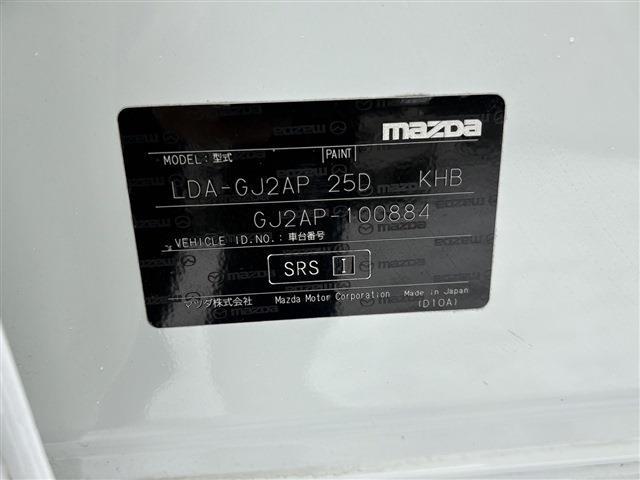 mazda
MODEL:型式 PAINT
LDA-GJ2AP 25D KHB
GJ2AP-100884
VEHICLE ID.NO.:車台番号
SRS I
マツダ株式会社 Mazda Motor Corporation Made in Japan
(D10A)